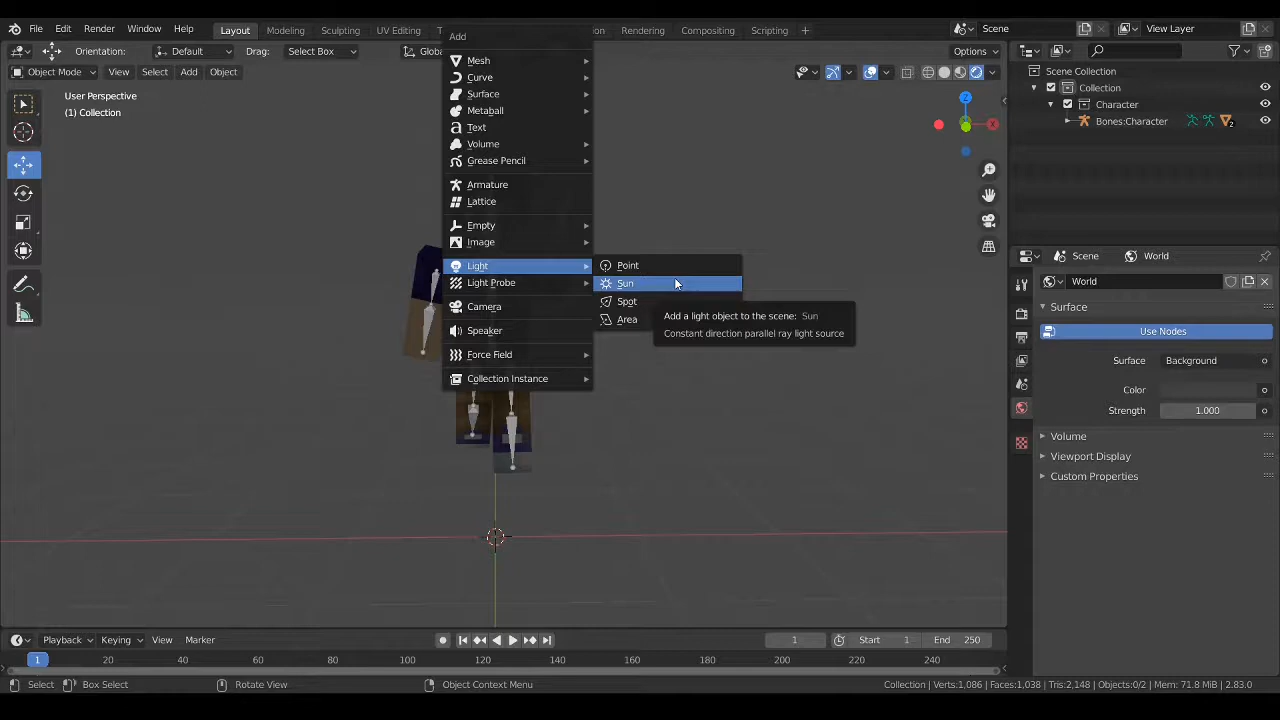 File Edit Render Window Help Layout Modeling Sculpting UV Editing T Rendering Compositing Scripting + Scene View Layer
Orientation: Default Drag: Select Box Global Options
Object Mode View Select Add Object
User Perspective
(1) Collection
Add
Mesh
Curve
Surface
Metaball
Text
Volume
Grease Pencil
Armature
Lattice
Empty
Image
Light
Light Probe
Camera
Speaker
Force Field
Collection Instance
Point
Sun
Spot
Area
Add a light object to the scene: Sun
Constant direction parallel ray light source
Z
X
Scene Collection
Collection
Character
Bones:Character 2
Scene World
World
Surface
Use Nodes
Surface Background
Color
Strength 1.000
Volume
Viewport Display
Custom Properties
Playback Keying View Marker 1 Start 1 End 250
1 20 40 60 80 100 120 140 160 180 200 220 240
Select Box Select Rotate View Object Context Menu Collection | Verts:1,086 | Faces:1,038 | Tris:2,148 | Objects:0/2 | Mem: 71.8 MiB | 2.83.0